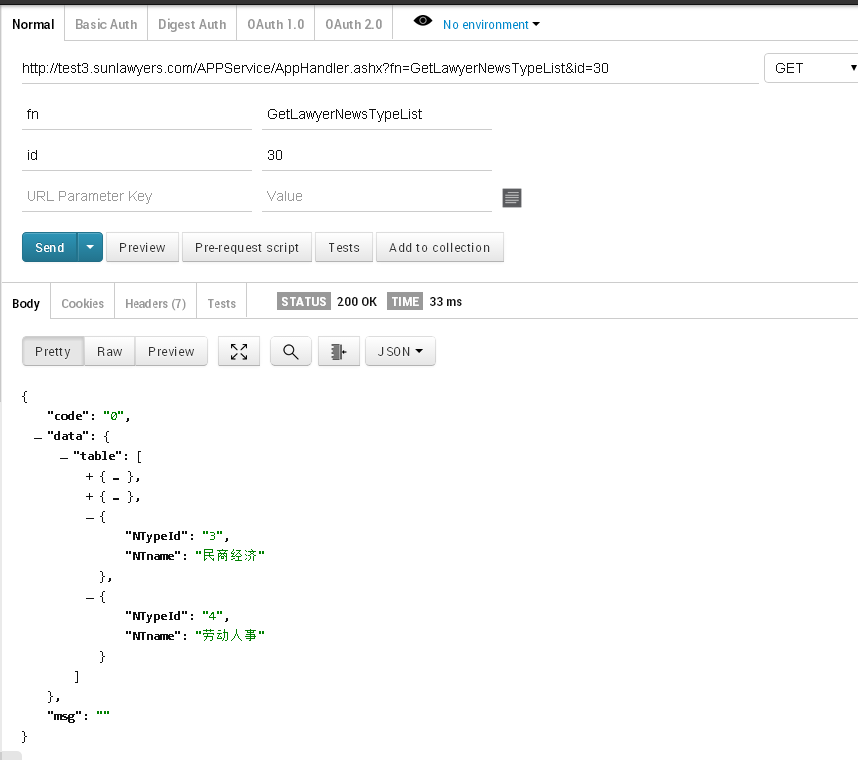 Normal Basic Auth Digest Auth OAuth 1.0 OAuth 2.0 No environment
http://test3.sunlawyers.com/APPService/AppHandler.ashx?fn=GetLawyerNewsTypeList&id=30 GET
fn GetLawyerNewsTypeList
id 30
URL Parameter Key Value
Send Preview Pre-request script Tests Add to collection
Body Cookies Headers (7) Tests STATUS 200 OK TIME 33 ms
Pretty Raw Preview JSON
{
"code": "0",
"data": {
"table": [
{ … },
{ … },
{
"NTypeId": "3",
"NTname": "民商经济"
},
{
"NTypeId": "4",
"NTname": "劳动人事"
}
]
},
"msg": ""
}